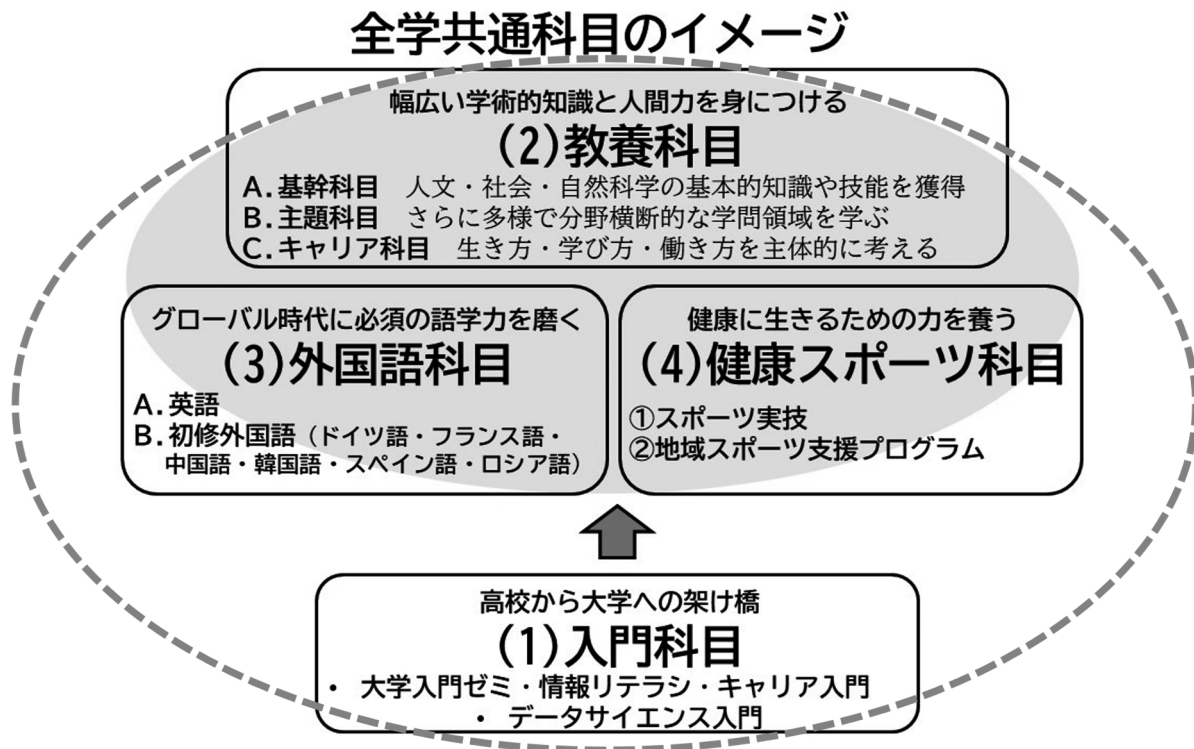 全学共通科目のイメージ
幅広い学術的知識と人間力を身につける
(2)教養科目
A.基幹科目 人文・社会・自然科学の基本的知識や技能を獲得
B.主題科目 さらに多様で分野横断的な学問領域を学ぶ
C.キャリア科目 生き方・学び方・働き方を主体的に考える
グローバル時代に必須の語学力を磨く
(3)外国語科目
A.英語
B.初修外国語（ドイツ語・フランス語・
中国語・韓国語・スペイン語・ロシア語）
健康に生きるための力を養う
(4)健康スポーツ科目
①スポーツ実技
②地域スポーツ支援プログラム
高校から大学への架け橋
(1)入門科目
• 大学入門ゼミ・情報リテラシ・キャリア入門
• データサイエンス入門